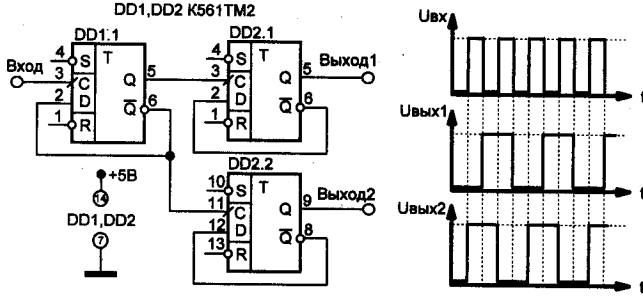 DD1,DD2 К561ТМ2
DD1.1
4 S T
Вход 3 C Q 5
2 D Q 6
1 R
DD2.1
4 S T
3 C Q 5 Выход1
2 D Q 6
1 R
DD2.2
10 S T
11 C Q 9 Выход2
12 D Q 8
13 R
+5В
14
DD1,DD2
7
Uвх
t
Uвых1
t
Uвых2
t